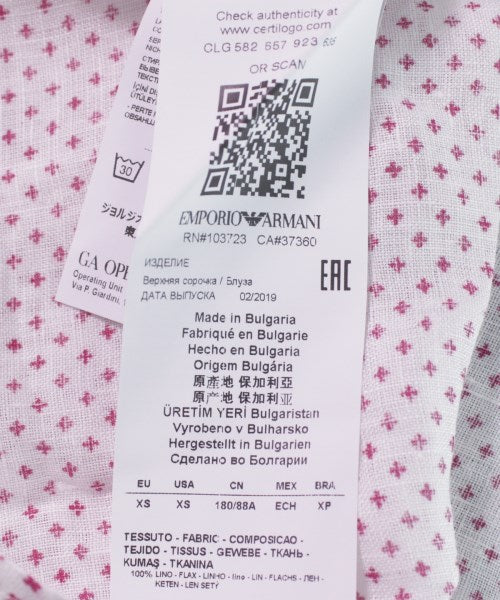 Check authenticity at
www.certilogo.com
CLG 582 657 923
OR SCAN
EMPORIO ARMANI
RN#103723 CA#37360
ИЗДЕЛИЕ
EAC
Верхняя сорочка / Блуза
ДАТА ВЫПУСКА 02/2019
Made in Bulgaria
Fabriqué en Bulgarie
Hecho en Bulgaria
Origem Bulgária
原產地 保加利亞
原产地 保加利亚
ÜRETİM YERİ Bulgaristan
Vyrobeno v Bulharsko
Hergestellt in Bulgarien
Сделано во Болгарии
EU USA CN MEX BRA
XS XS 180/88A ECH XP
TESSUTO - FABRIC - COMPOSICAO -
TEJIDO - TISSUS - GEWEBE - ТКАНЬ -
KUMAŞ - TKANINA
100% LINO - FLAX - LINHO - lino - LIN - FLACHS - ЛЕН -
KETEN - LEN SETÝ
30
ジョルジ
GA OPE
Operating Unit
Via P. Giardini,